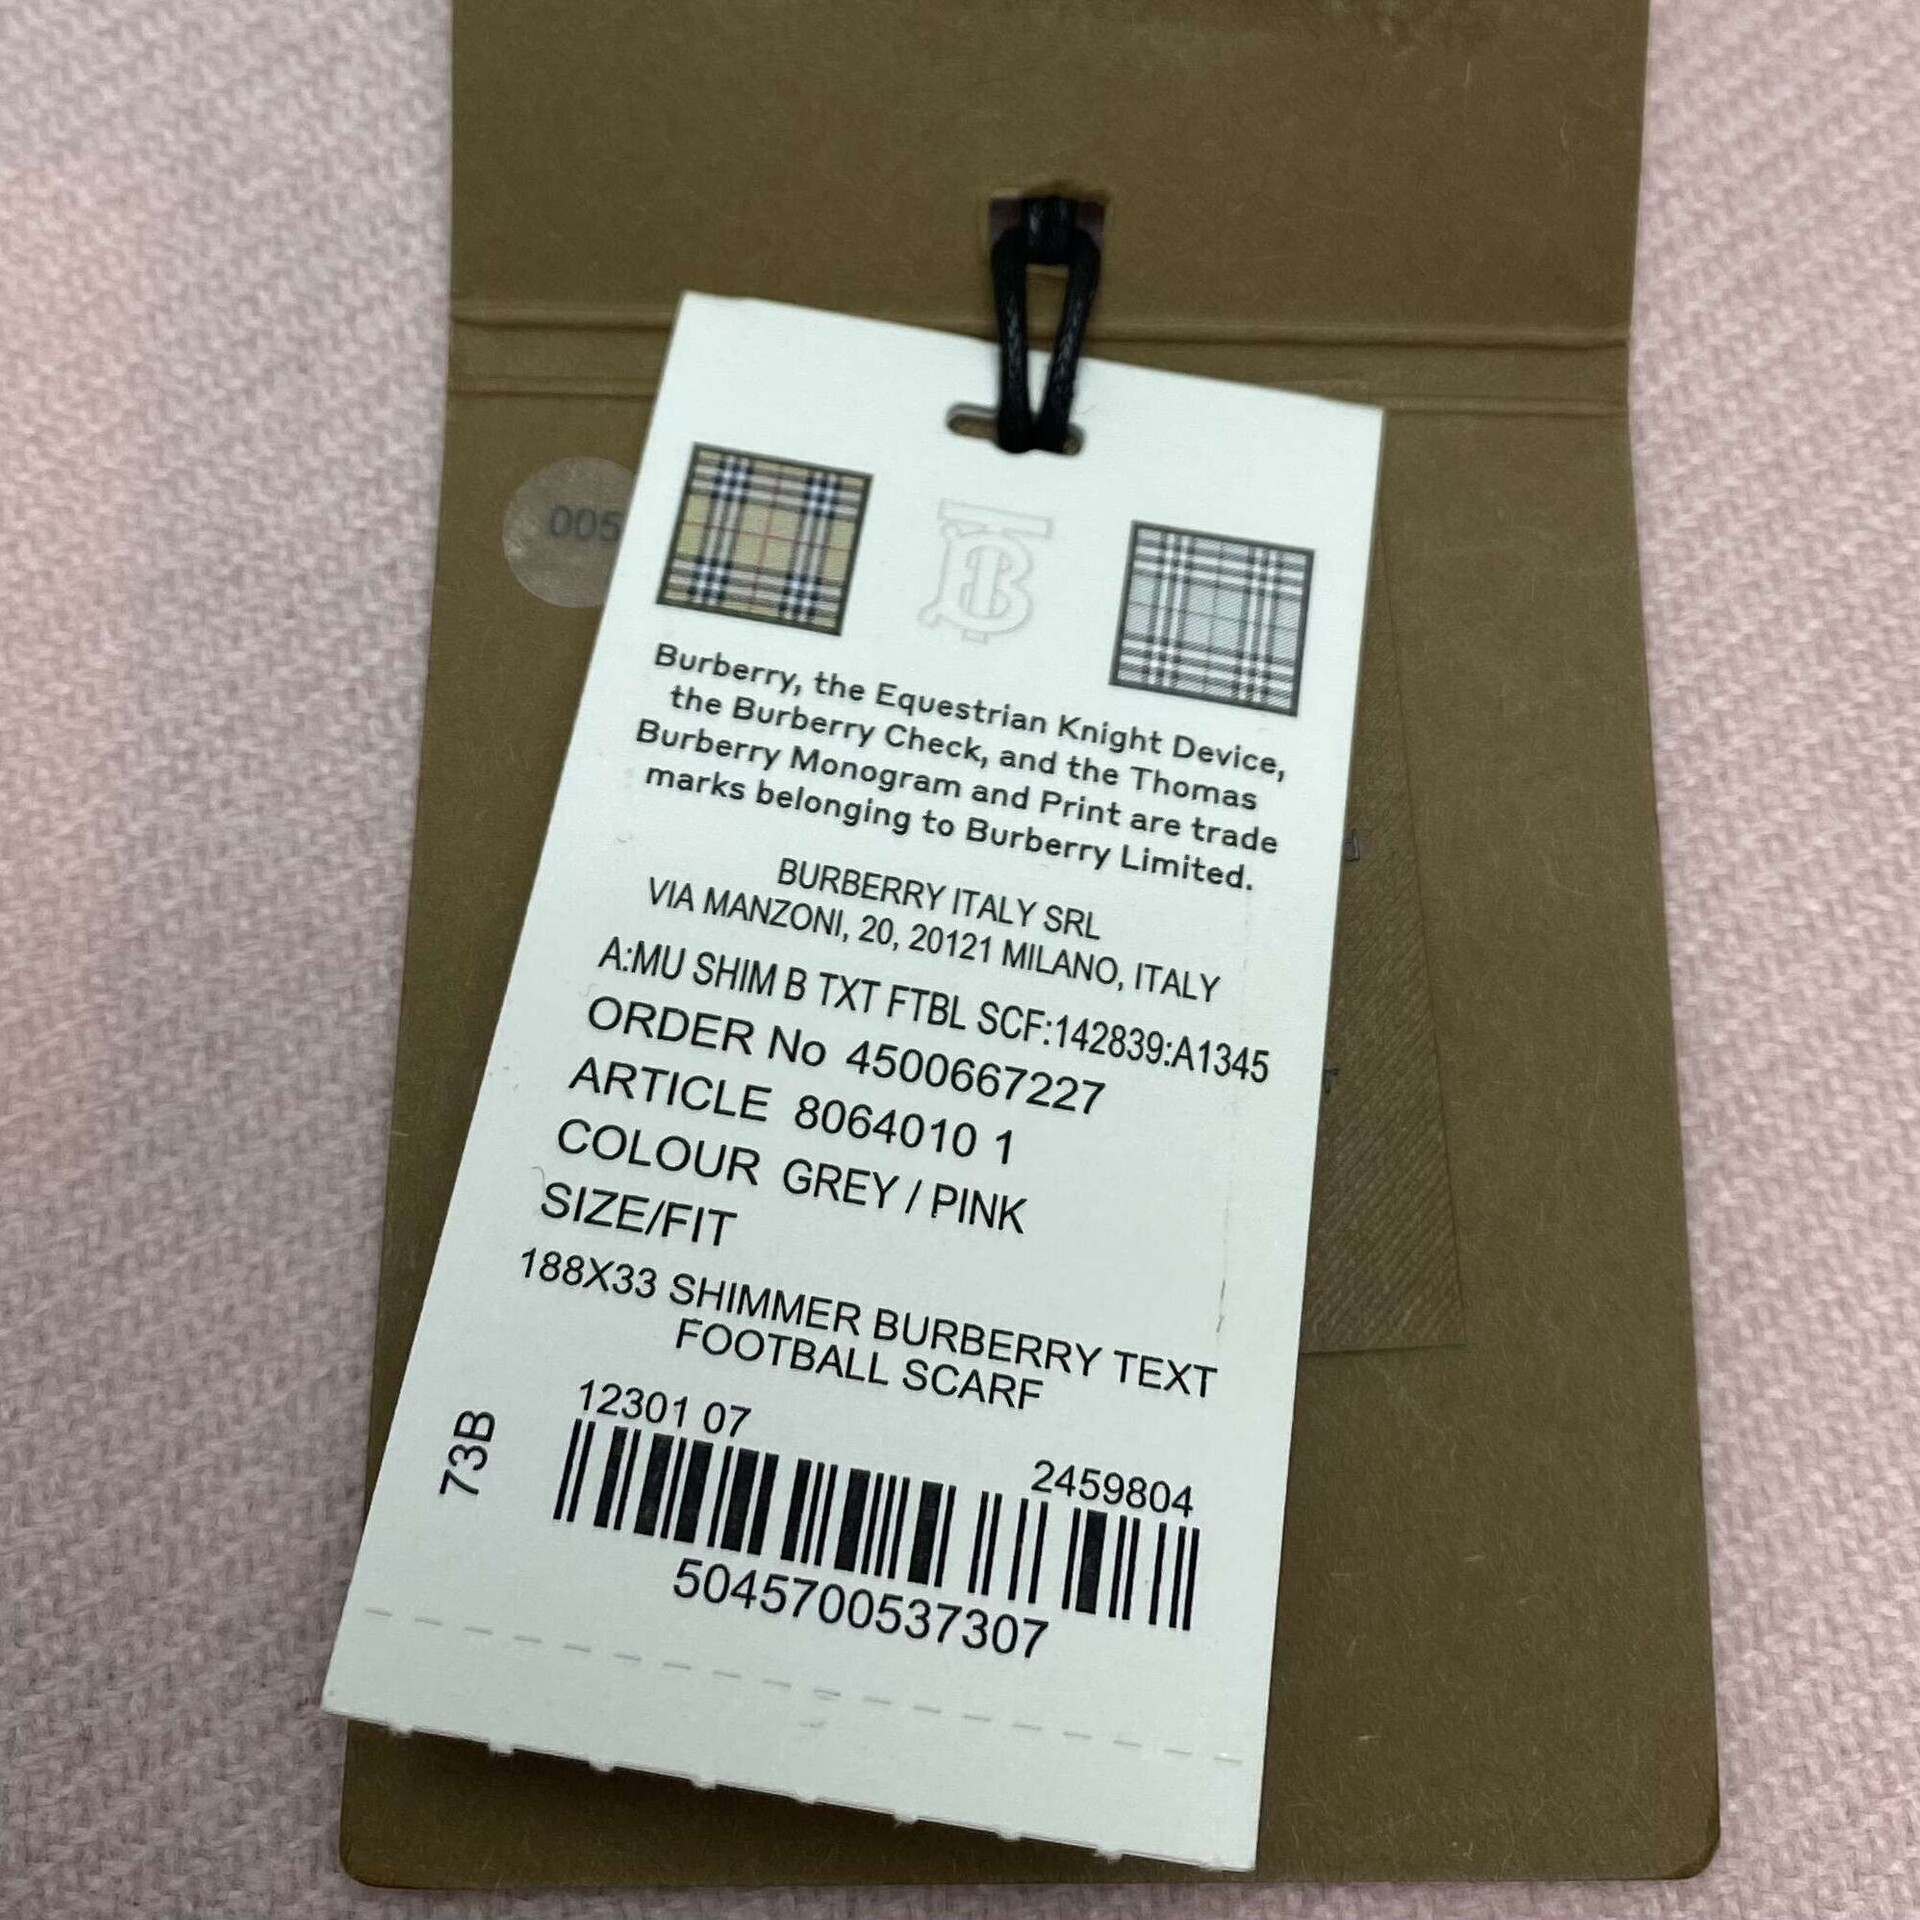 005
Burberry, the Equestrian Knight Device,
the Burberry Check, and the Thomas
Burberry Monogram and Print are trade
marks belonging to Burberry Limited.
BURBERRY ITALY SRL
VIA MANZONI, 20, 20121 MILANO, ITALY
A:MU SHIM B TXT FTBL SCF:142839:A1345
ORDER No 4500667227
ARTICLE 8064010 1
COLOUR GREY / PINK
SIZE/FIT
188X33 SHIMMER BURBERRY TEXT
FOOTBALL SCARF
12301 07
2459804
73B
5045700537307